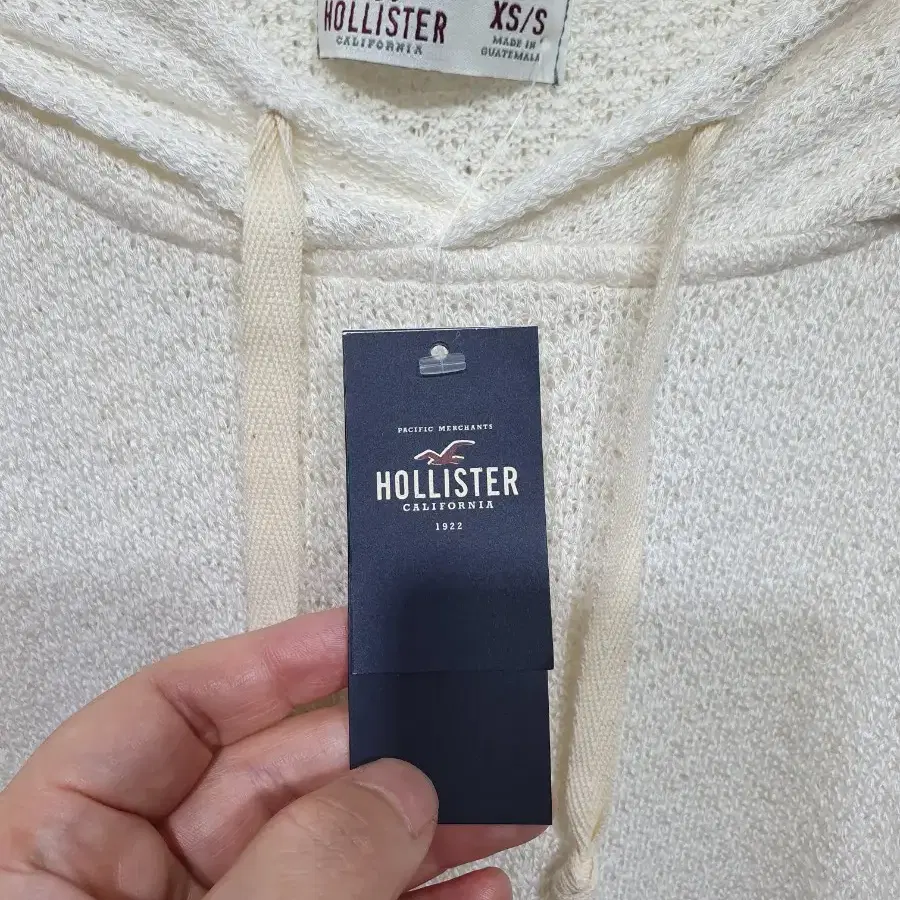 HOLLISTER
CALIFORNIA
XS/S
MADE IN
GUATEMALA
PACIFIC MERCHANTS
HOLLISTER
CALIFORNIA
1922